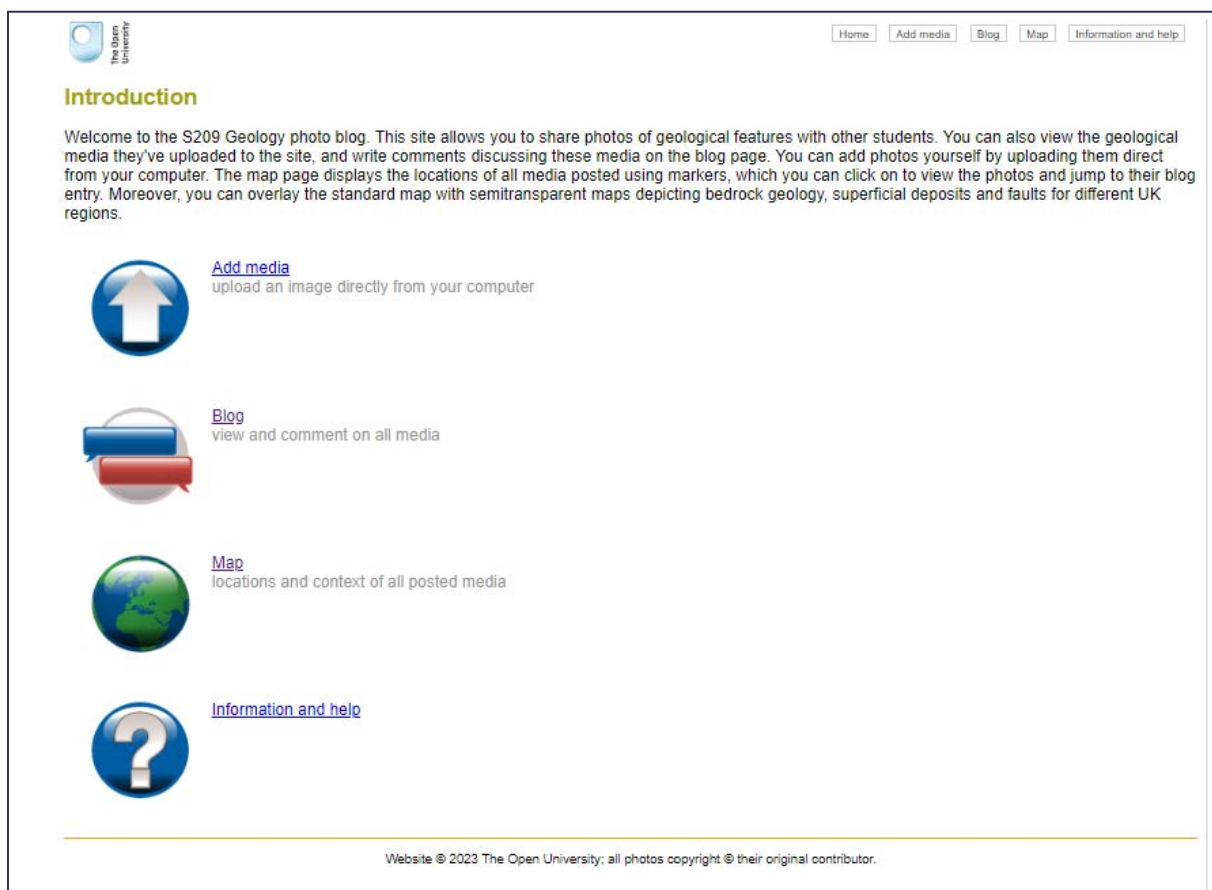 The Open
University
Home
Add media
Blog
Map
Information and help
Introduction
Welcome to the S209 Geology photo blog. This site allows you to share photos of geological features with other students. You can also view the geological
media they've uploaded to the site, and write comments discussing these media on the blog page. You can add photos yourself by uploading them direct
from your computer. The map page displays the locations of all media posted using markers, which you can click on to view the photos and jump to their blog
entry. Moreover, you can overlay the standard map with semitransparent maps depicting bedrock geology, superficial deposits and faults for different UK
regions.
Add media
upload an image directly from your computer
Blog
view and comment on all media
Map
locations and context of all posted media
?
Information and help
Website © 2023 The Open University; all photos copyright © their original contributor.